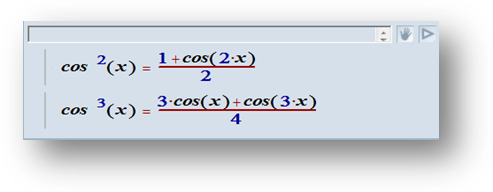 cos ²(x) = (1+cos(2·x))/2
cos ³(x) = (3·cos(x)+cos(3·x))/4